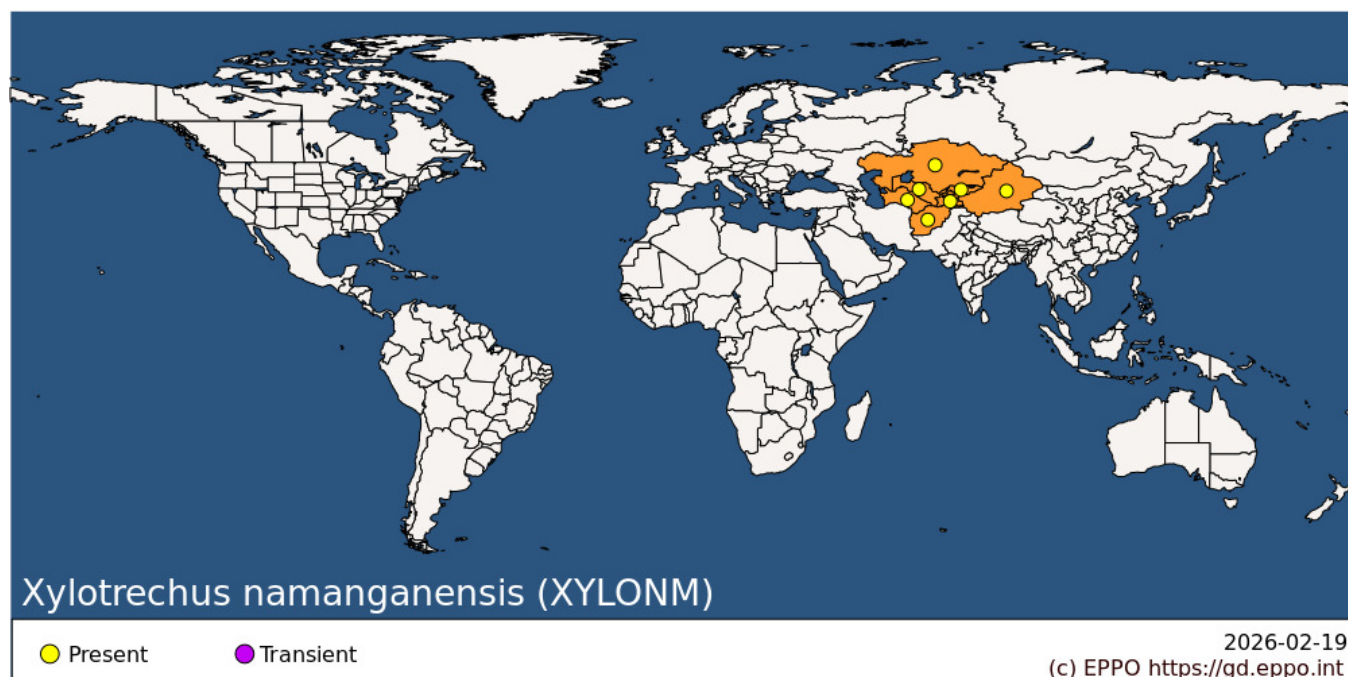 Xylotrechus namanganensis (XYLONM)
Present
Transient
2026-02-19
(c) EPPO https://gd.eppo.int